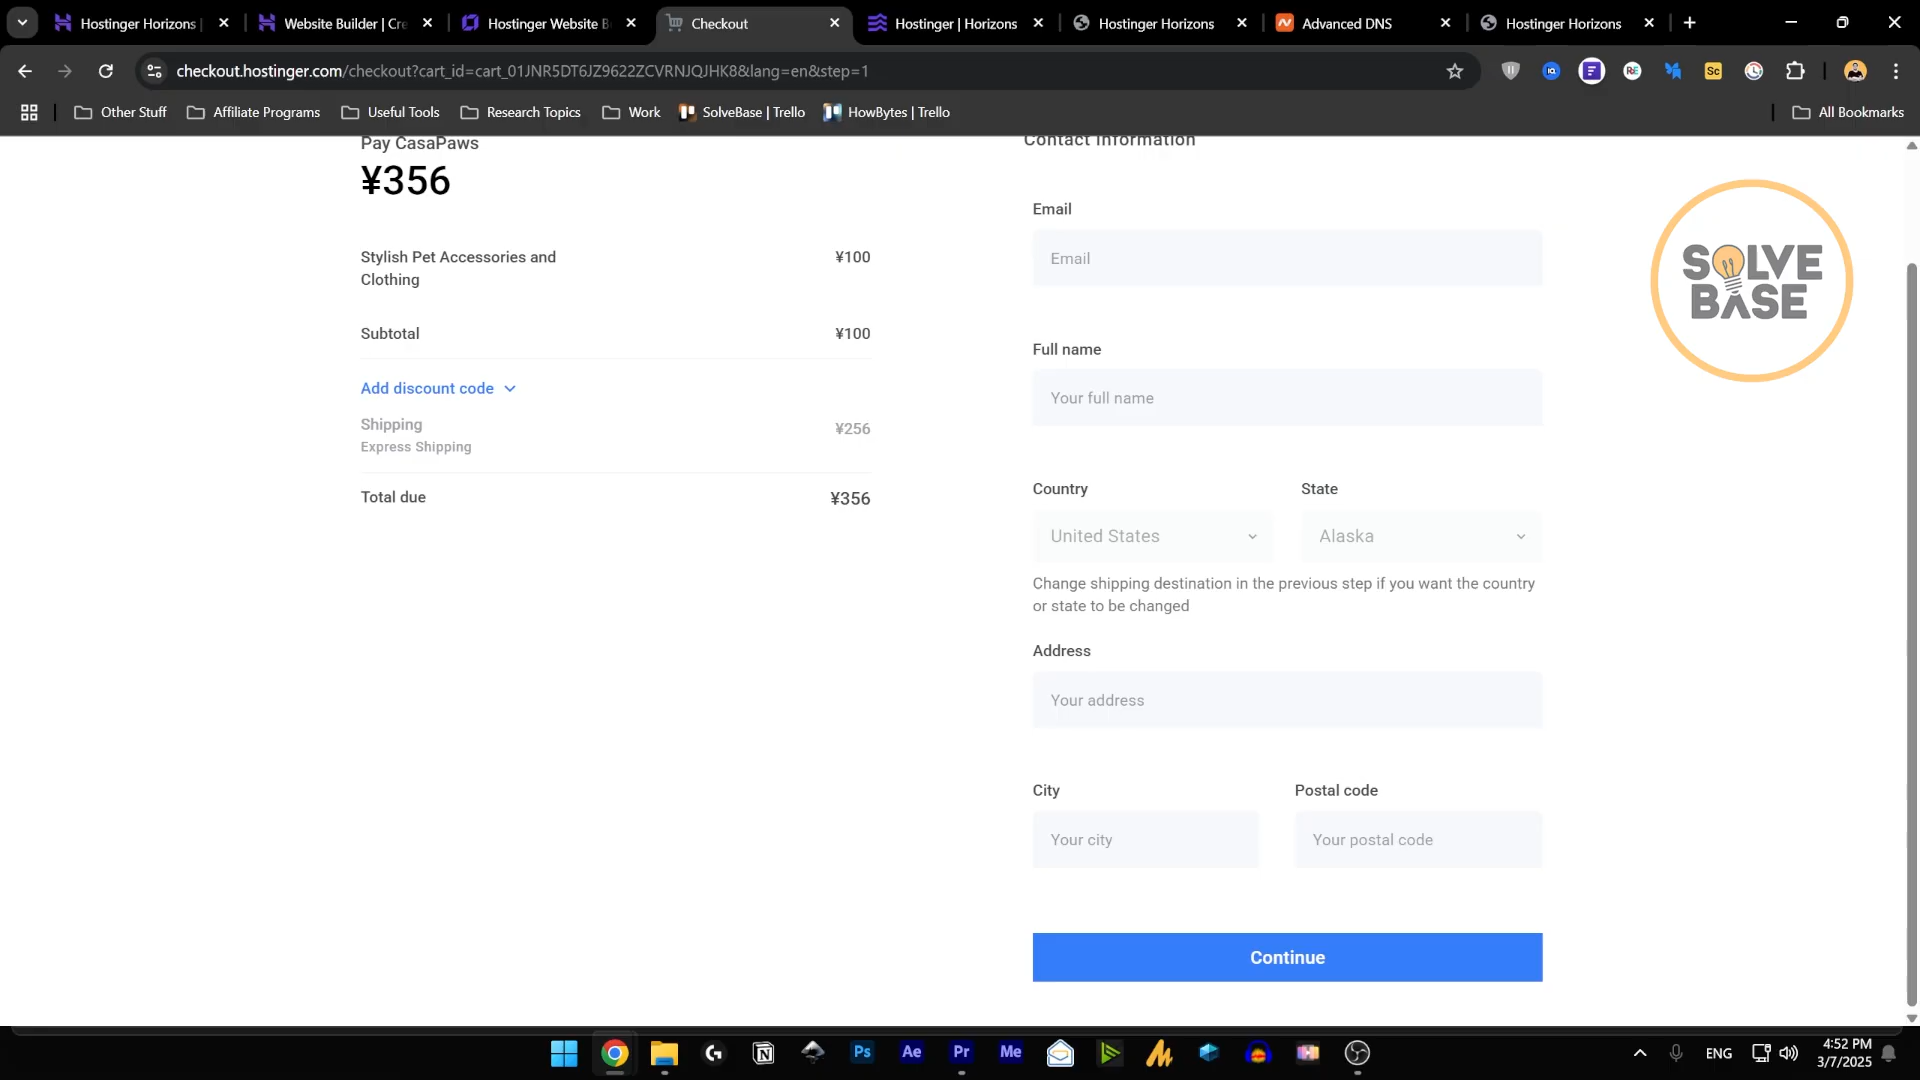 Hostinger Horizons |
Website Builder | Cre
Hostinger Website B
Checkout
Hostinger | Horizons
Hostinger Horizons
Advanced DNS
Hostinger Horizons
checkout.hostinger.com/checkout?cart_id=cart_01JNR5DT6JZ9622ZCVRNJQJHK8&lang=en&step=1
Sc
Other Stuff
Affiliate Programs
Useful Tools
Research Topics
Work
SolveBase | Trello
HowBytes | Trello
All Bookmarks
Pay CasaPaws
¥356
Stylish Pet Accessories and
Clothing
¥100
Subtotal
¥100
Add discount code
Shipping
Express Shipping
¥256
Total due
¥356
Contact Information
Email
Email
Full name
Your full name
Country
State
United States
Alaska
Change shipping destination in the previous step if you want the country
or state to be changed
Address
Your address
City
Postal code
Your city
Your postal code
Continue
SOLVE
BASE
Ps
Ae
Pr
Me
ENG
4:52 PM
3/7/2025